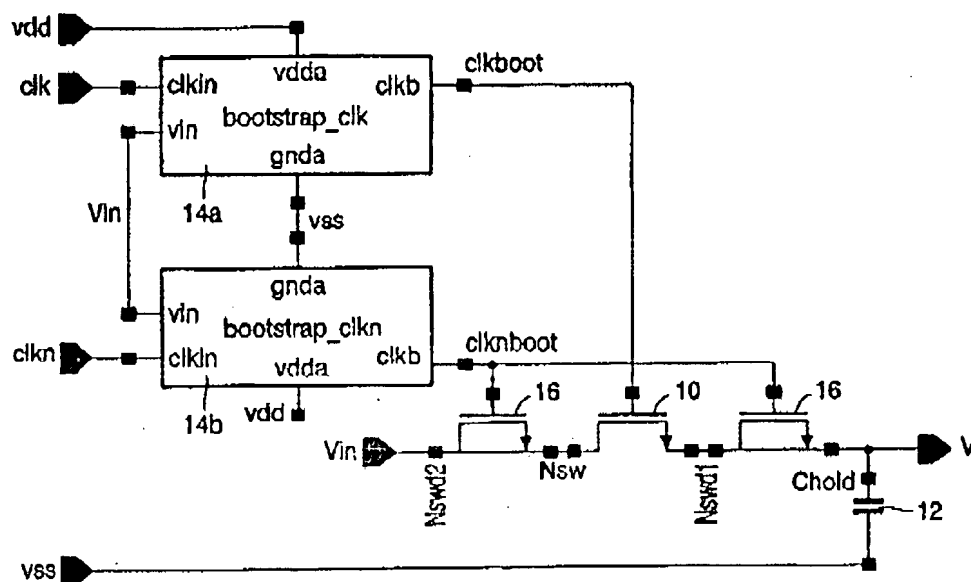 vdd
vdda
clkboot
clk
clkin
clkb
bootstrap_clk
vin
gnda
14a
Vin
vss
gnda
vin
bootstrap_clkn
clknboot
clkn
clkin
clkb
vdda
14b
vdd
16
10
16
Vin
Nswd2
Nsw
Nswd1
V
Chold
12
vss